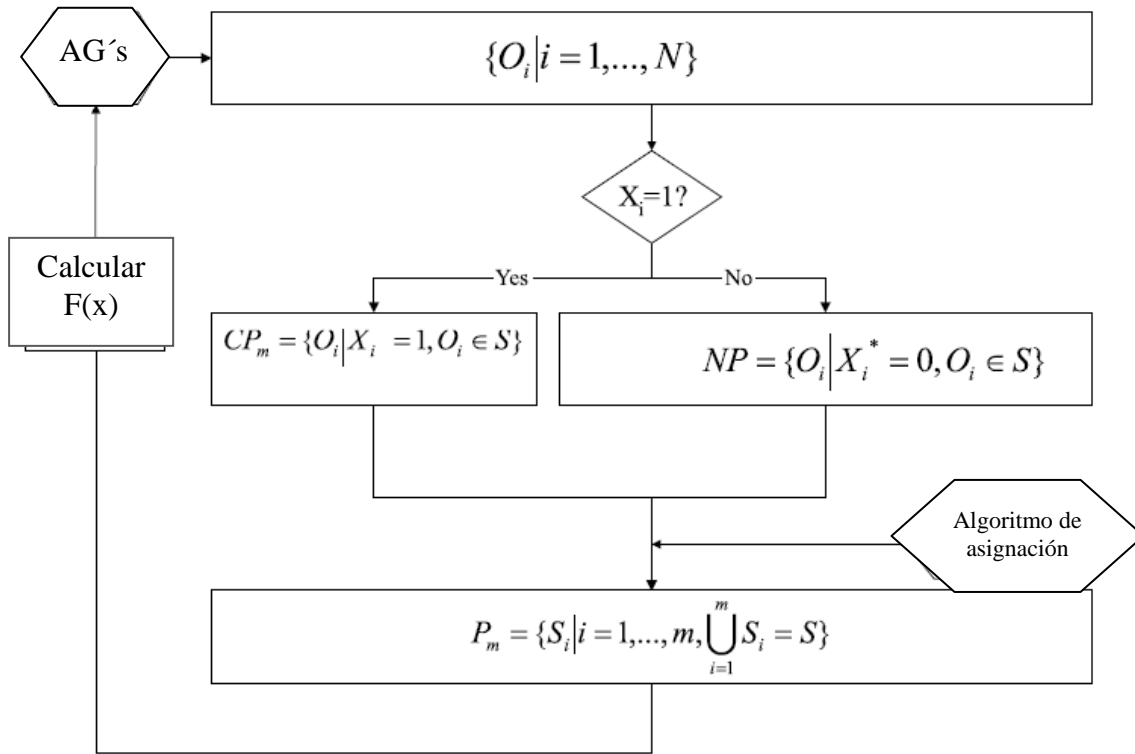 AG´s
{O_i|i = 1,..., N}
X_i=1?
Yes
No
Calcular
F(x)
CP_m = {O_i|X_i = 1, O_i ∈ S}
NP = {O_i|X_i^* = 0, O_i ∈ S}
Algoritmo de
asignación
P_m = {S_i|i = 1,..., m, ⋃_{i=1}^{m} S_i = S}